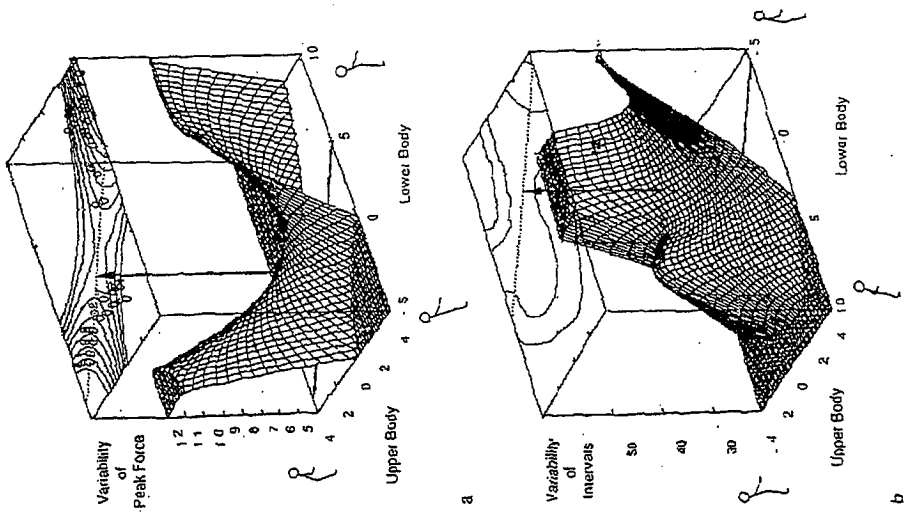 Variability
of
Peak Force
12
11
10
9
8
7
6
5
4 2 0 2 4
Upper Body
-5 0 5 10
Lower Body
a
Variability
of
Intervals
50
40
30
-4 2 0 2 4
Upper Body
10 5 0 -5
Lower Body
b